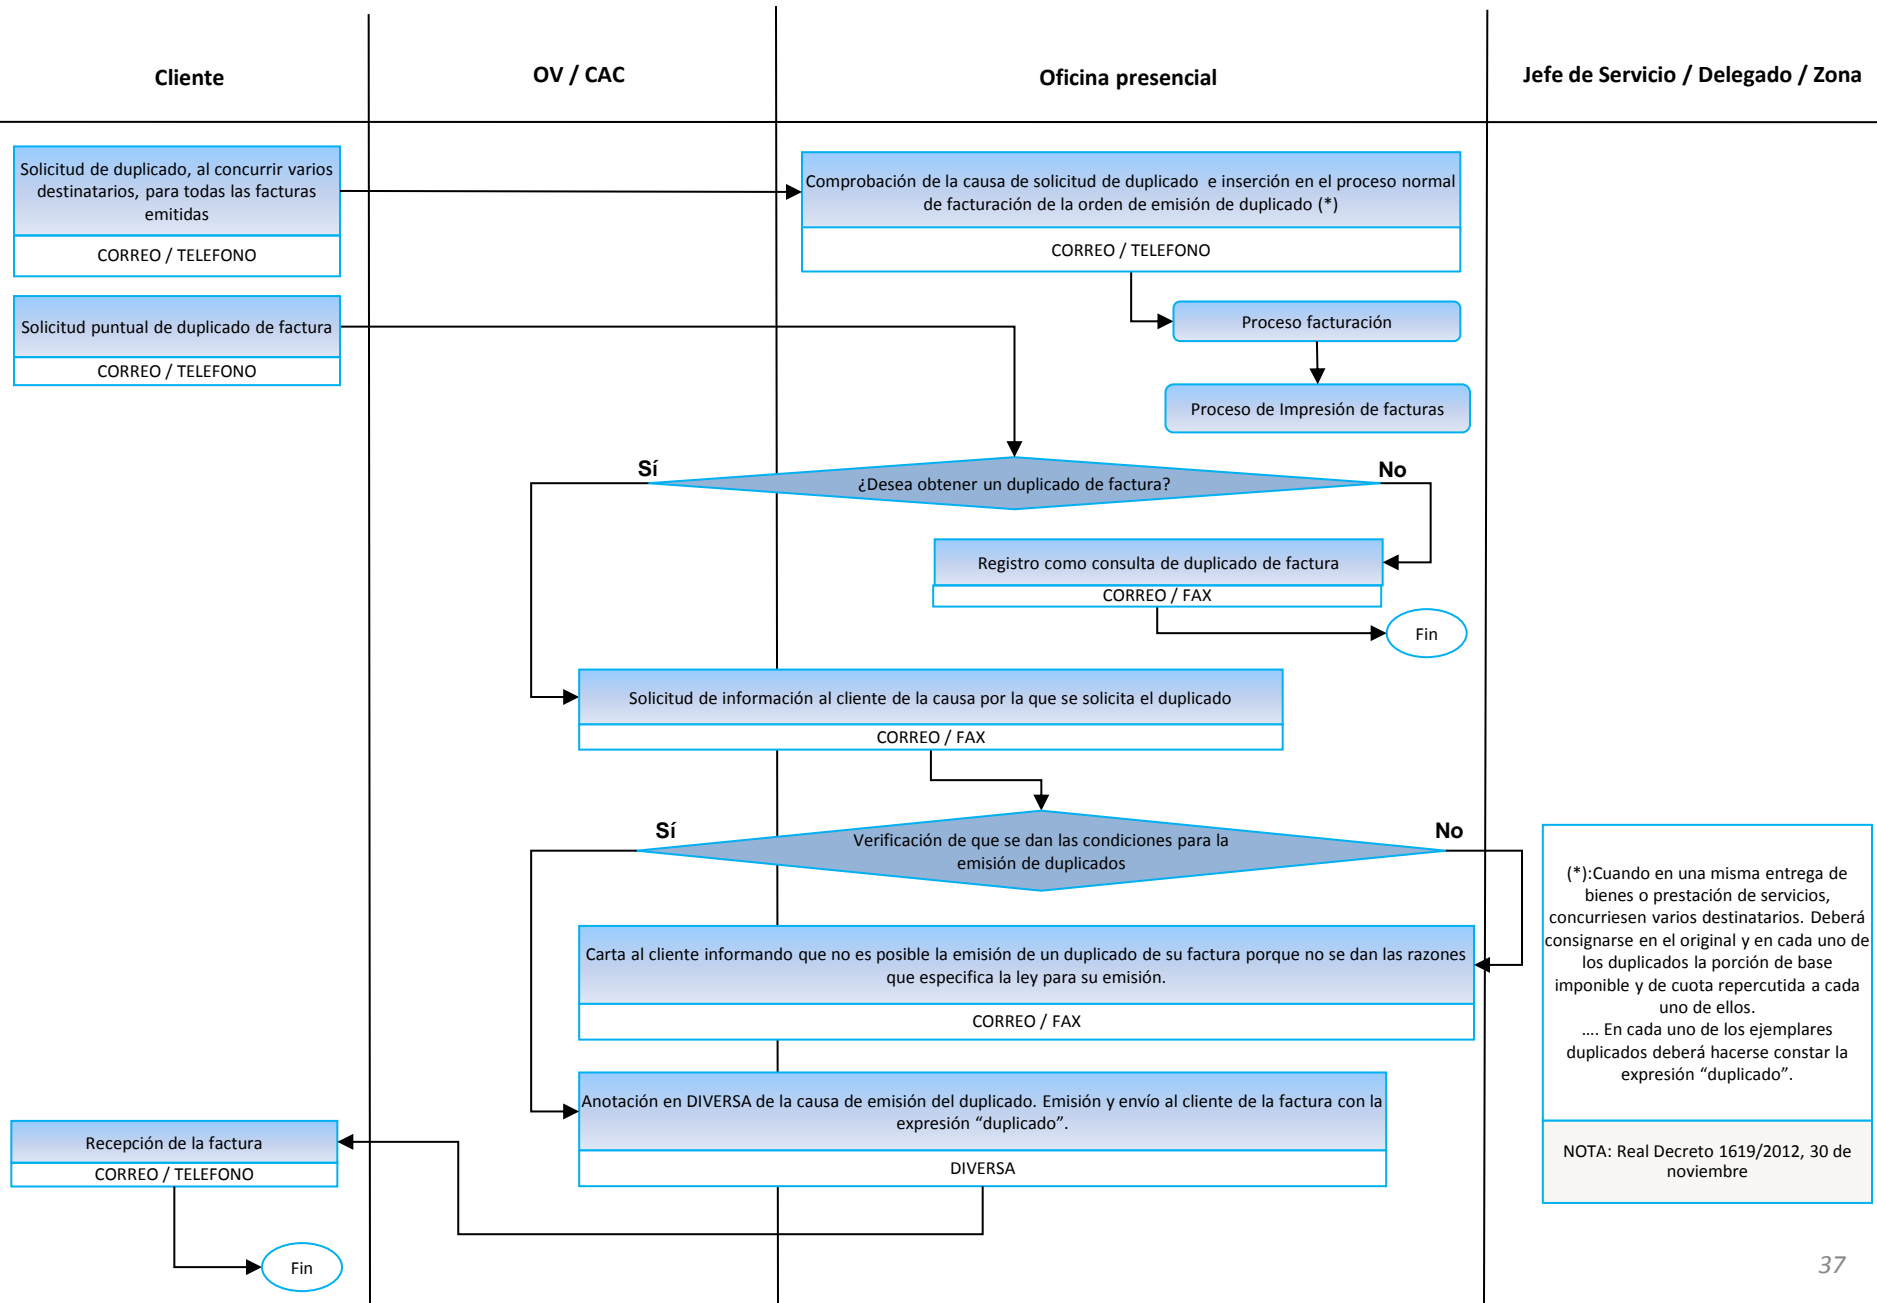 Cliente
OV / CAC
Oficina presencial
Jefe de Servicio / Delegado / Zona
Solicitud de duplicado, al concurrir varios
destinatarios, para todas las facturas
emitidas
CORREO / TELEFONO
Comprobación de la causa de solicitud de duplicado e inserción en el proceso normal
de facturación de la orden de emisión de duplicado (*)
CORREO / TELEFONO
Solicitud puntual de duplicado de factura
CORREO / TELEFONO
Proceso facturación
Proceso de Impresión de facturas
Sí
¿Desea obtener un duplicado de factura?
No
Registro como consulta de duplicado de factura
CORREO / FAX
Fin
Solicitud de información al cliente de la causa por la que se solicita el duplicado
CORREO / FAX
Sí
Verificación de que se dan las condiciones para la
emisión de duplicados
No
Carta al cliente informando que no es posible la emisión de un duplicado de su factura porque no se dan las razones
que especifica la ley para su emisión.
CORREO / FAX
Anotación en DIVERSA de la causa de emisión del duplicado. Emisión y envío al cliente de la factura con la
expresión “duplicado”.
DIVERSA
Recepción de la factura
CORREO / TELEFONO
Fin
(*):Cuando en una misma entrega de
bienes o prestación de servicios,
concurriesen varios destinatarios. Deberá
consignarse en el original y en cada uno de
los duplicados la porción de base
imponible y de cuota repercutida a cada
uno de ellos.
.... En cada uno de los ejemplares
duplicados deberá hacerse constar la
expresión “duplicado”.
NOTA: Real Decreto 1619/2012, 30 de
noviembre
37